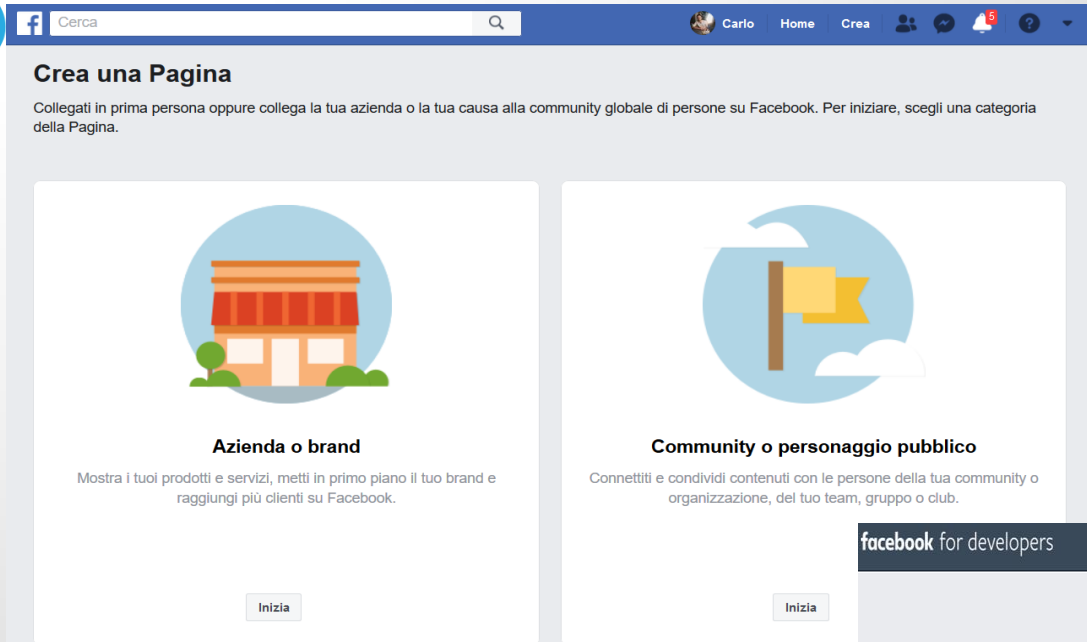 f Cerca Carlo Home Crea 5 ?
Crea una Pagina
Collegati in prima persona oppure collega la tua azienda o la tua causa alla community globale di persone su Facebook. Per iniziare, scegli una categoria
della Pagina.
Azienda o brand
Mostra i tuoi prodotti e servizi, metti in primo piano il tuo brand e
raggiungi più clienti su Facebook.
Inizia
Community o personaggio pubblico
Connettiti e condividi contenuti con le persone della tua community o
organizzazione, del tuo team, gruppo o club.
Inizia
facebook for developers